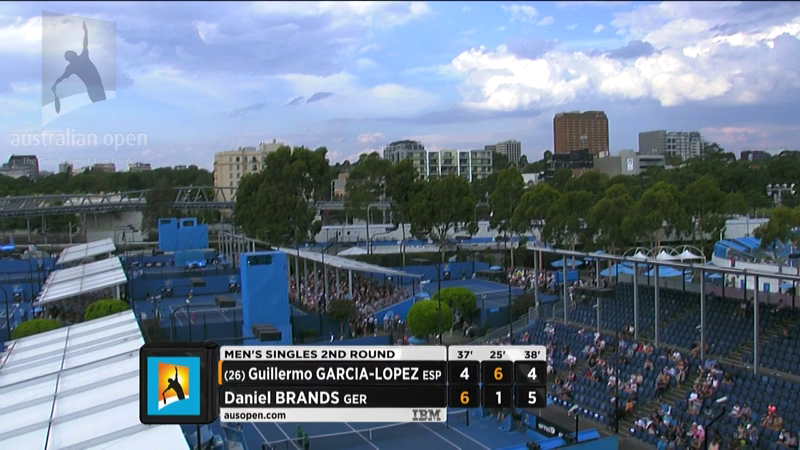 australian open
MEN'S SINGLES 2ND ROUND 37' 25' 38'
(26) Guillermo GARCIA-LOPEZ ESP 4 6 4
Daniel BRANDS GER 6 1 5
ausopen.com IBM